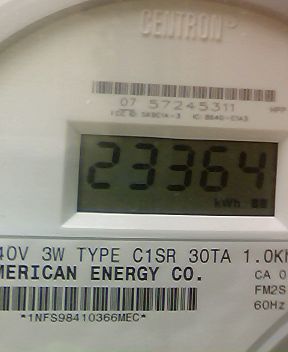 CENTRON
07 57245311
23364
kWh
40V 3W TYPE C1SR 30TA 1.0Kh
MERICAN ENERGY CO.
CA 0
FM2S
60Hz
*1NFS98410366MEC*